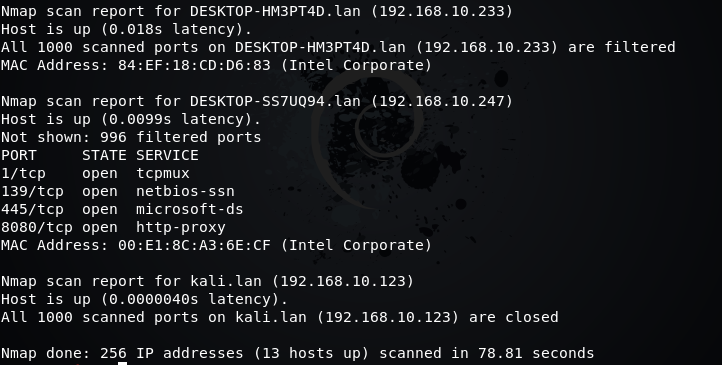 Nmap scan report for DESKTOP-HM3PT4D.lan (192.168.10.233)
Host is up (0.018s latency).
All 1000 scanned ports on DESKTOP-HM3PT4D.lan (192.168.10.233) are filtered
MAC Address: 84:EF:18:CD:D6:83 (Intel Corporate)

Nmap scan report for DESKTOP-SS7UQ94.lan (192.168.10.247)
Host is up (0.0099s latency).
Not shown: 996 filtered ports
PORT     STATE SERVICE
1/tcp    open  tcpmux
139/tcp  open  netbios-ssn
445/tcp  open  microsoft-ds
8080/tcp open  http-proxy
MAC Address: 00:E1:8C:A3:6E:CF (Intel Corporate)

Nmap scan report for kali.lan (192.168.10.123)
Host is up (0.0000040s latency).
All 1000 scanned ports on kali.lan (192.168.10.123) are closed

Nmap done: 256 IP addresses (13 hosts up) scanned in 78.81 seconds